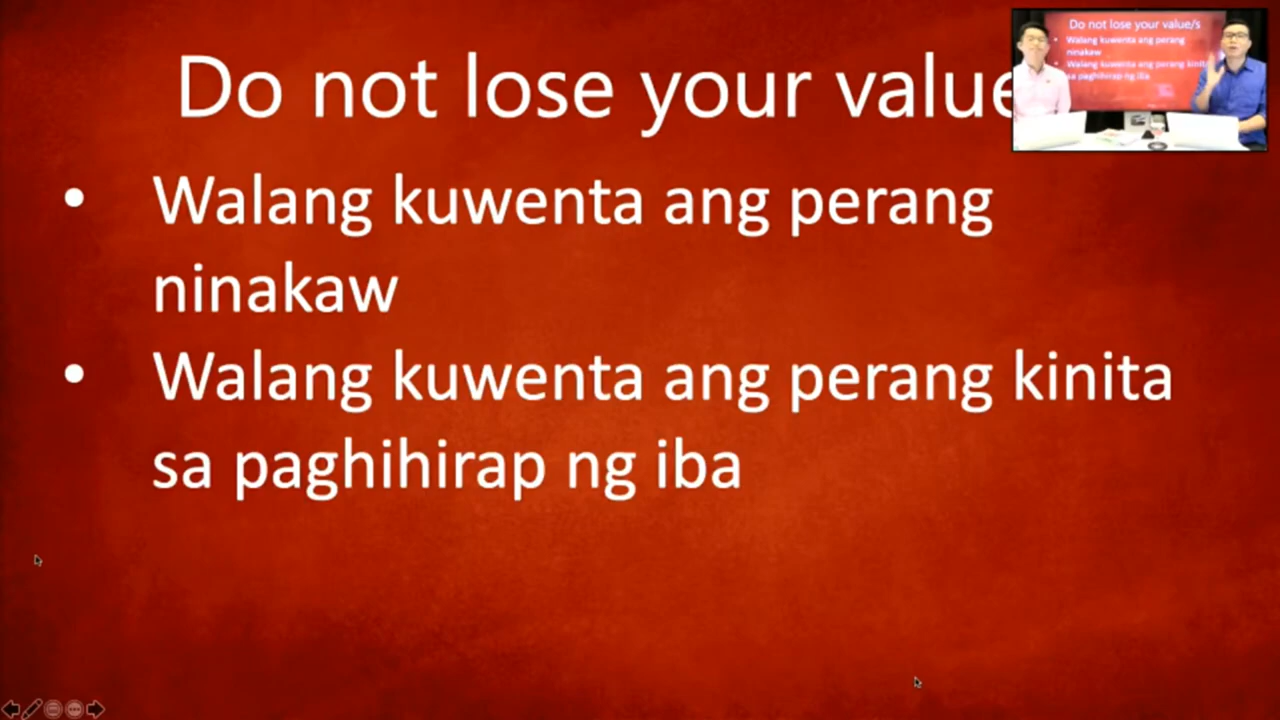 Do not lose your value
Walang kuwenta ang perang
ninakaw
Walang kuwenta ang perang kinita
sa paghihirap ng iba
Do not lose your value/s
Walang kuwenta ang perang
ninakaw
Walang kuwenta ang perang
sa paghihirap ng iba